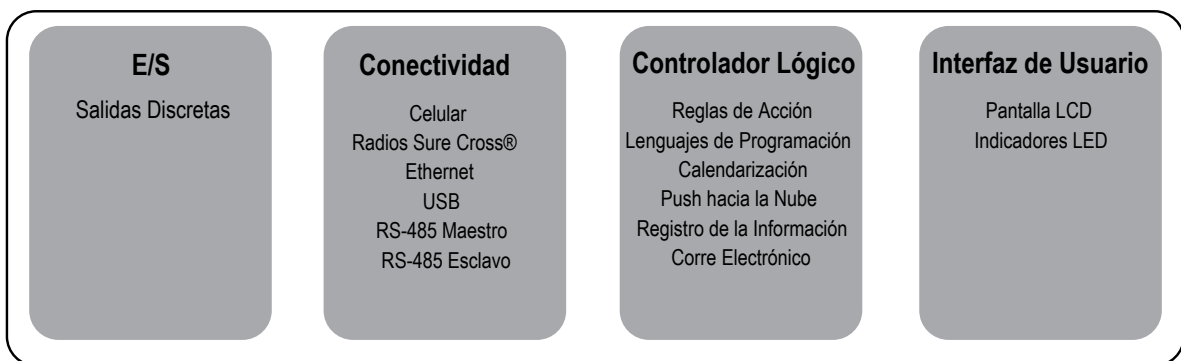 E/S
Salidas Discretas
Conectividad
Celular
Radios Sure Cross®
Ethernet
USB
RS-485 Maestro
RS-485 Esclavo
Controlador Lógico
Reglas de Acción
Lenguajes de Programación
Calendarización
Push hacia la Nube
Registro de la Información
Corre Electrónico
Interfaz de Usuario
Pantalla LCD
Indicadores LED